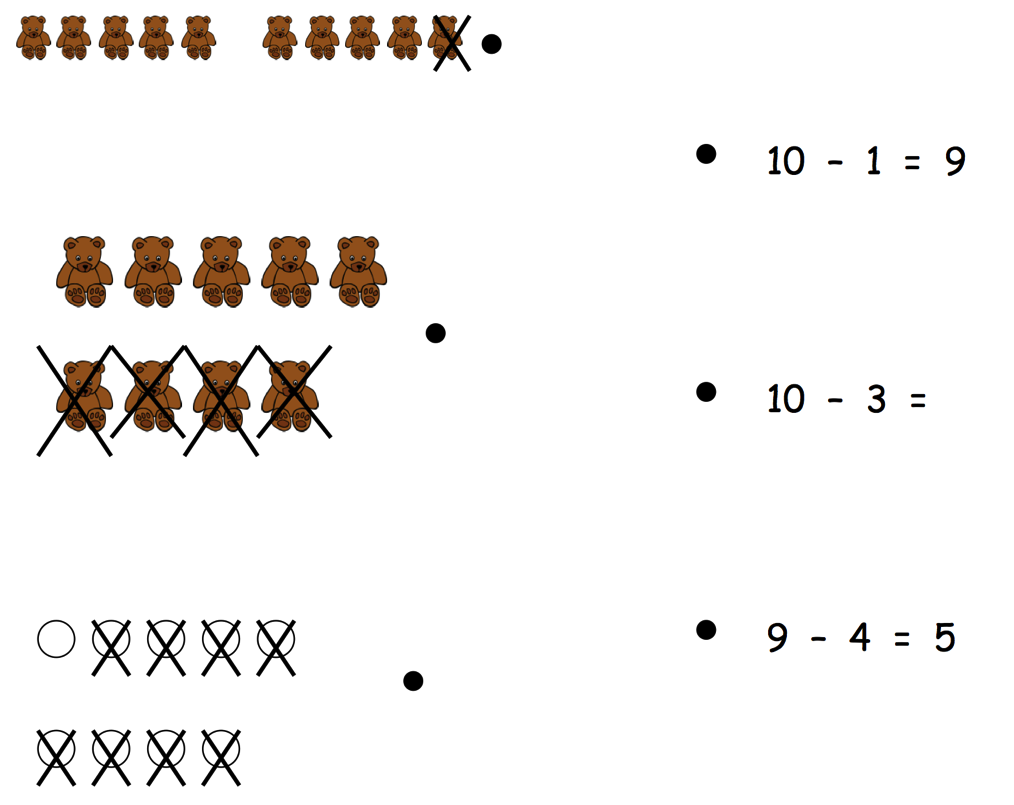 10 - 1 = 9
10 - 3 =
9 - 4 = 5